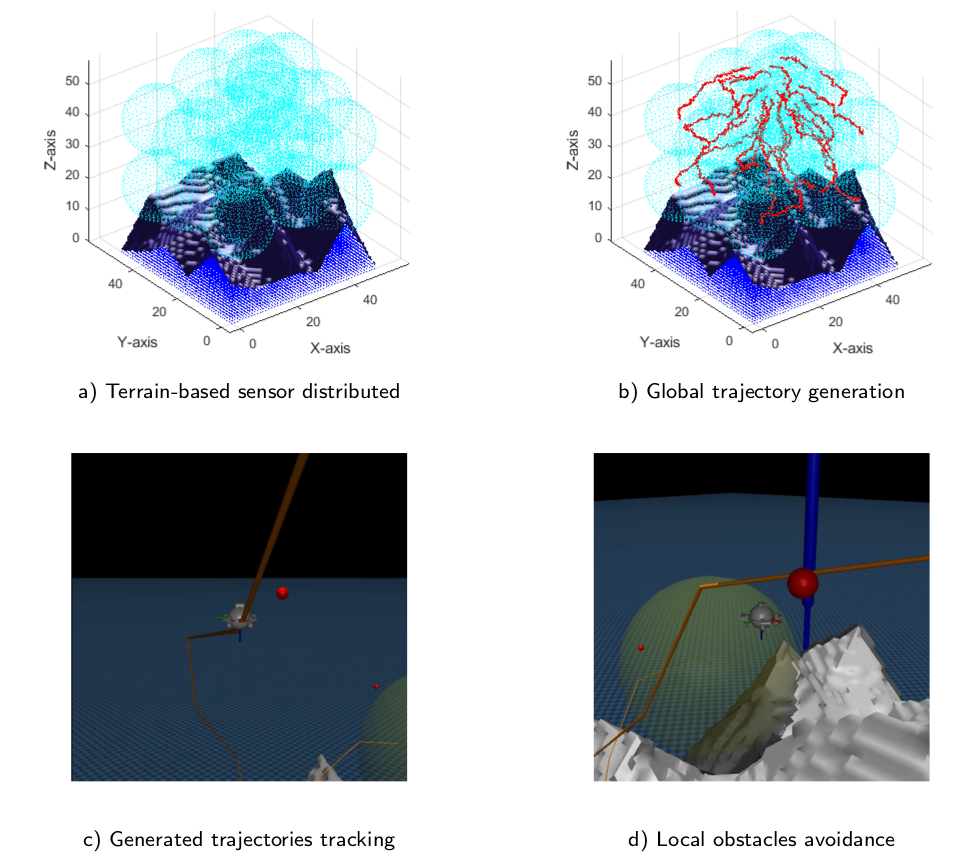 50
40
30
20
10
0
Z-axis
40
20
0
Y-axis
0
20
40
X-axis
a) Terrain-based sensor distributed
50
40
30
20
10
0
Z-axis
40
20
0
Y-axis
0
20
40
X-axis
b) Global trajectory generation
c) Generated trajectories tracking
d) Local obstacles avoidance